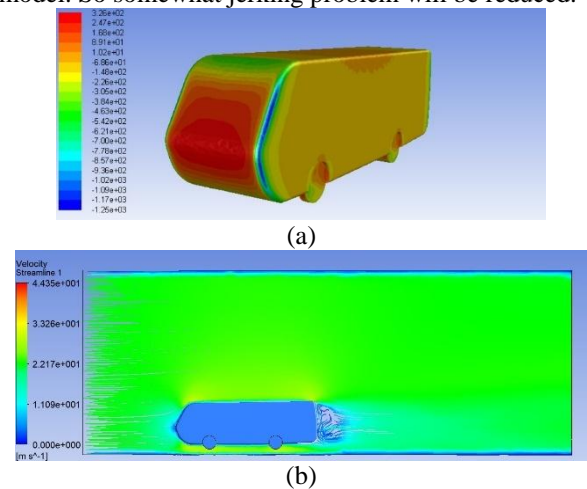 model. So somewhat jerking problem will be reduced.
3.26e+02
2.47e+02
1.68e+02
8.91e+01
1.02e+01
-6.86e+01
-1.48e+02
-2.26e+02
-3.05e+02
-3.84e+02
-4.63e+02
-5.42e+02
-6.21e+02
-7.00e+02
-7.78e+02
-8.57e+02
-9.36e+02
-1.02e+03
-1.09e+03
-1.17e+03
-1.25e+03
(a)
Velocity
Streamline 1
4.435e+001
3.326e+001
2.217e+001
1.109e+001
0.000e+000
[m s^-1]
(b)